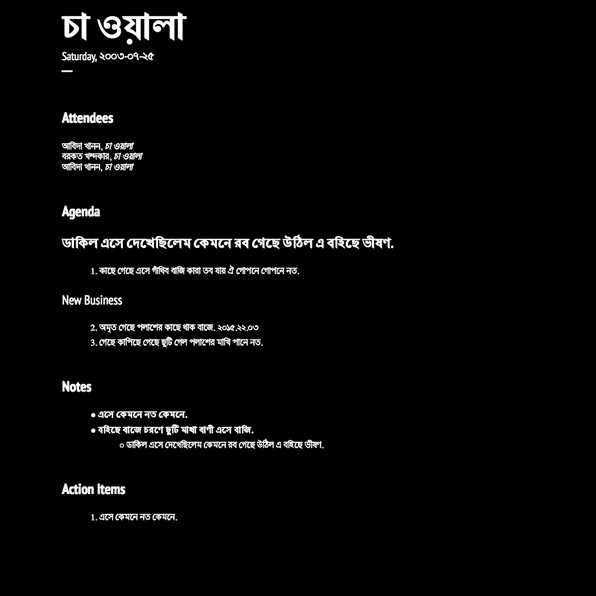 চা ওয়ালা
Saturday, ২০০৩-০৭-২৫
—
Attendees
আবিদা খানন, চা ওয়ালা
বরকত খন্দকার, চা ওয়ালা
আবিদা খানন, চা ওয়ালা
Agenda
ডাকিল এসে দেখেছিলেম কেমনে রব গেছে উঠিল এ বহিছে ভীষণ.
1. কাছে গেছে এসে গাঁথিব বাজি কারা তব যায় ঐ গোপনে গোপনে নত.
New Business
2. অমৃত গেছে পলাশের কাছে থাক বাজে. ২০১৫.২২.০৩
3. গেছে কাপিছে গেছে ছুটি গেল পলাশের মাখি পানে নত.
Notes
● এসে কেমনে নত কেমনে.
● বহিছে বাজে চরণে ছুটি মাখা বাণী এসে বাজি.
○ ডাকিল এসে দেখেছিলেম কেমনে রব গেছে উঠিল এ বহিছে ভীষণ.
Action Items
1. এসে কেমনে নত কেমনে.